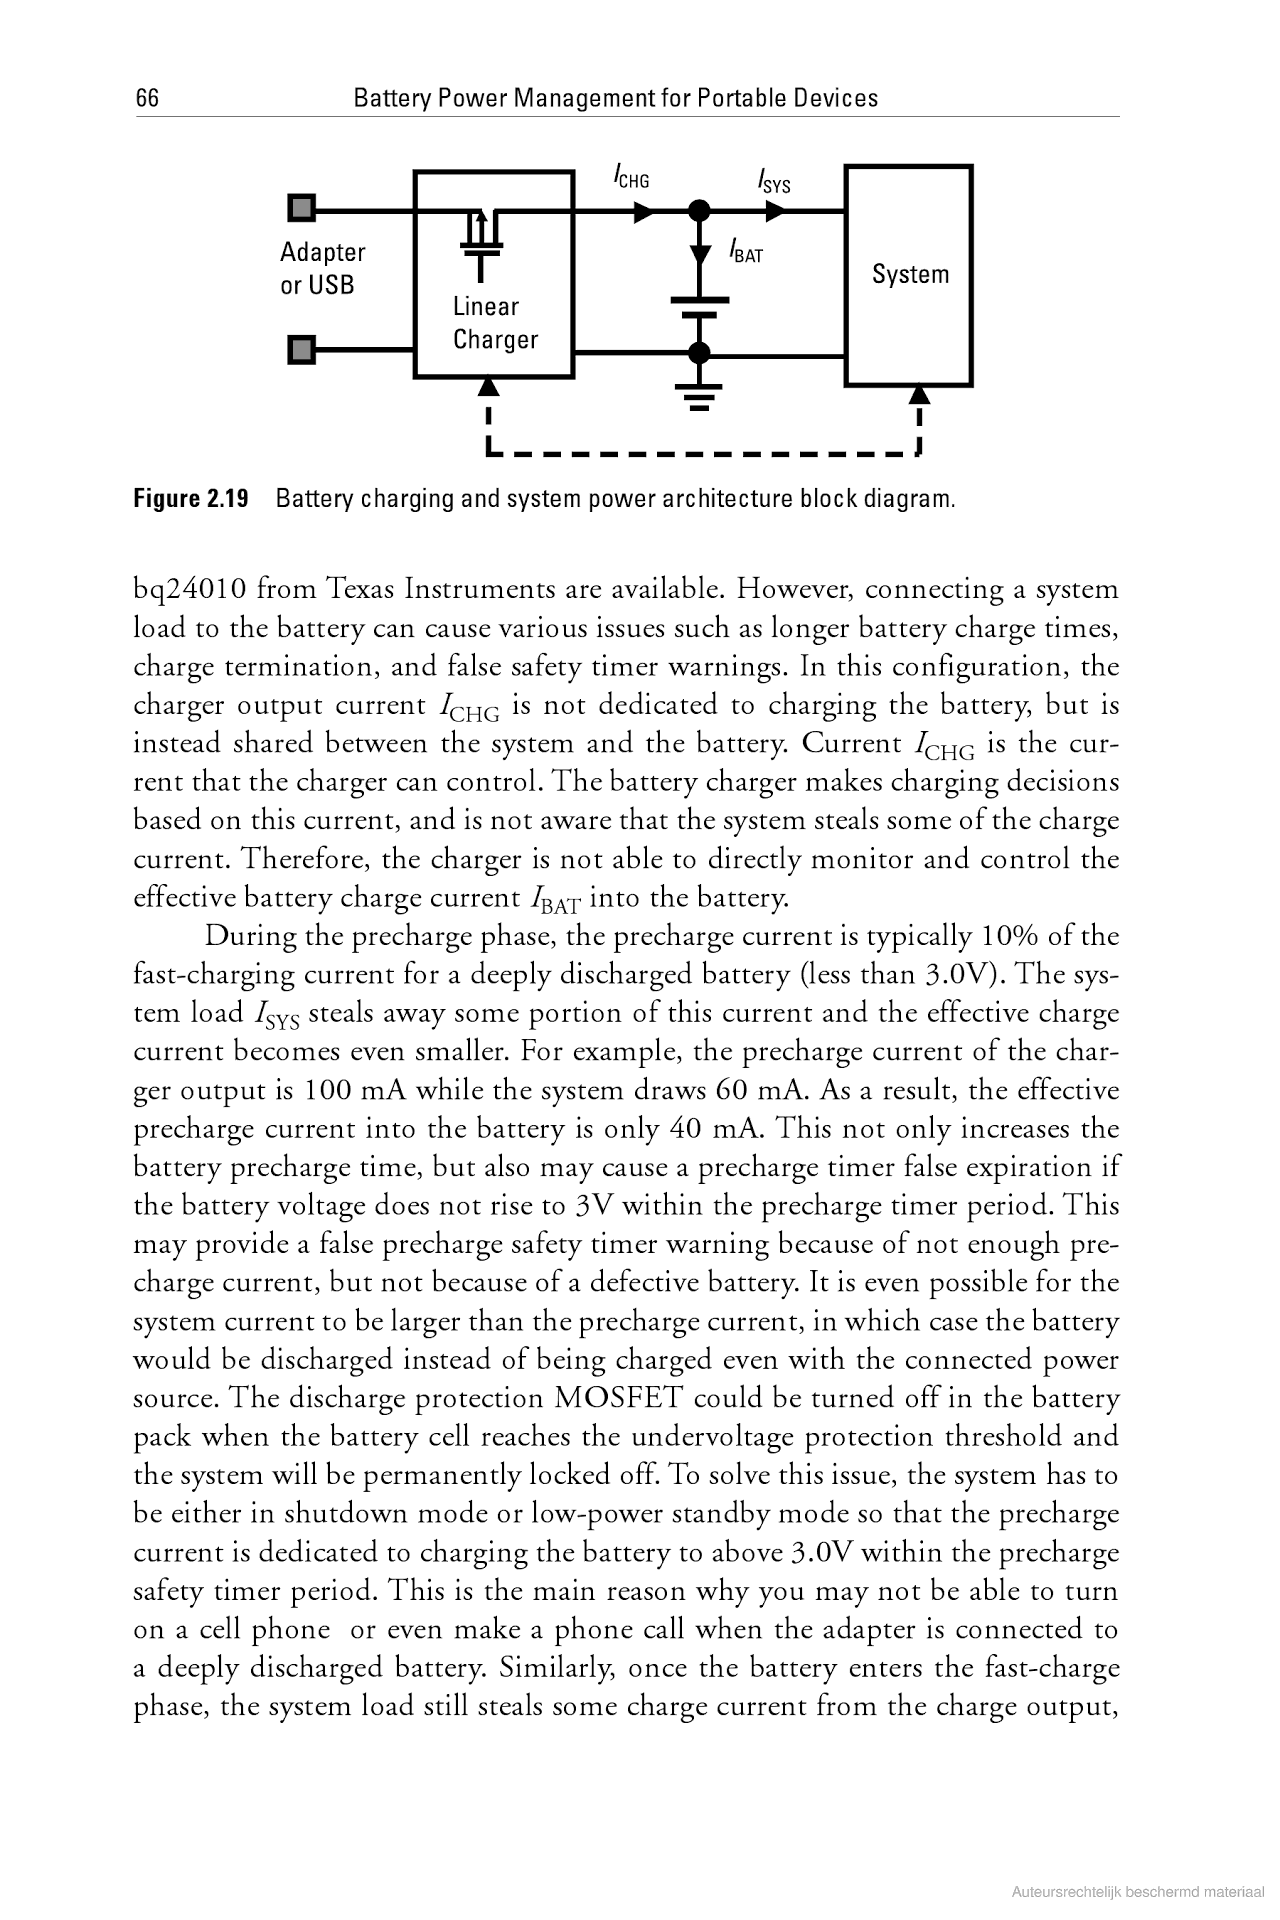 66 Battery Power Management for Portable Devices
ICHG
ISYS
Adapter
or USB
IBAT
System
Linear
Charger
Figure 2.19 Battery charging and system power architecture block diagram.
bq24010 from Texas Instruments are available. However, connecting a system
load to the battery can cause various issues such as longer battery charge times,
charge termination, and false safety timer warnings. In this configuration, the
charger output current ICHG is not dedicated to charging the battery, but is
instead shared between the system and the battery. Current ICHG is the cur-
rent that the charger can control. The battery charger makes charging decisions
based on this current, and is not aware that the system steals some of the charge
current. Therefore, the charger is not able to directly monitor and control the
effective battery charge current IBAT into the battery.
During the precharge phase, the precharge current is typically 10% of the
fast-charging current for a deeply discharged battery (less than 3.0V). The sys-
tem load ISYS steals away some portion of this current and the effective charge
current becomes even smaller. For example, the precharge current of the char-
ger output is 100 mA while the system draws 60 mA. As a result, the effective
precharge current into the battery is only 40 mA. This not only increases the
battery precharge time, but also may cause a precharge timer false expiration if
the battery voltage does not rise to 3V within the precharge timer period. This
may provide a false precharge safety timer warning because of not enough pre-
charge current, but not because of a defective battery. It is even possible for the
system current to be larger than the precharge current, in which case the battery
would be discharged instead of being charged even with the connected power
source. The discharge protection MOSFET could be turned off in the battery
pack when the battery cell reaches the undervoltage protection threshold and
the system will be permanently locked off. To solve this issue, the system has to
be either in shutdown mode or low-power standby mode so that the precharge
current is dedicated to charging the battery to above 3.0V within the precharge
safety timer period. This is the main reason why you may not be able to turn
on a cell phone or even make a phone call when the adapter is connected to
a deeply discharged battery. Similarly, once the battery enters the fast-charge
phase, the system load still steals some charge current from the charge output,
Auteursrechtelijk beschermd materiaal